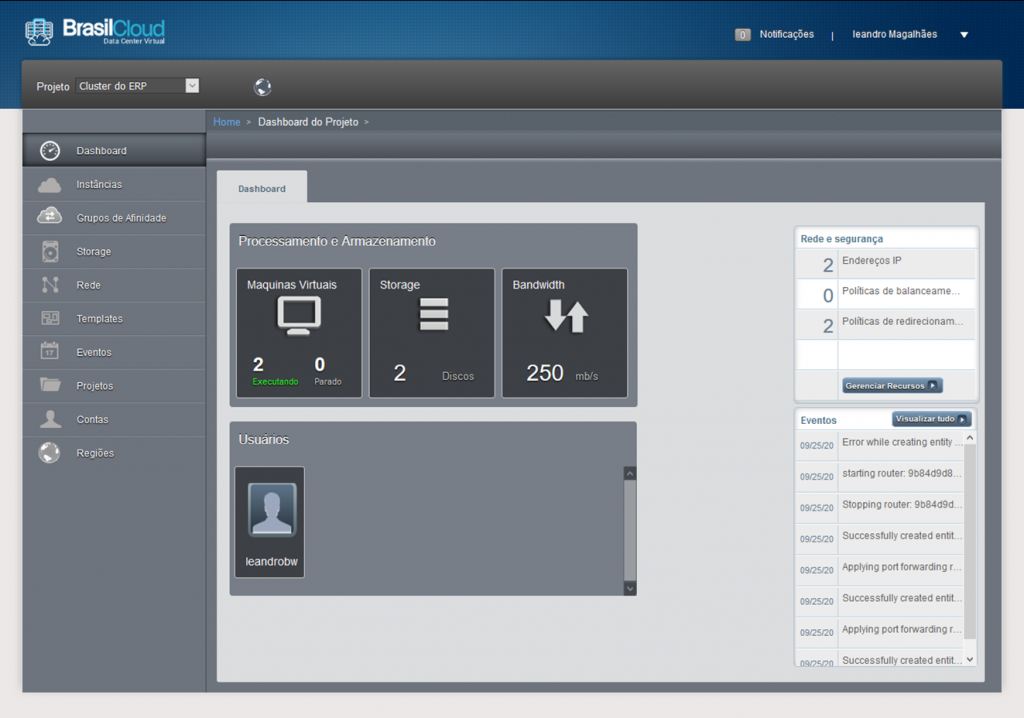 BrasilCloud
Data Center Virtual
0 Notificações | leandro Magalhães
Projeto Cluster do ERP
Home > Dashboard do Projeto >
Dashboard
Instâncias
Grupos de Afinidade
Storage
Rede
Templates
17
Eventos
Projetos
Contas
Regiões
Dashboard
Processamento e Armazenamento
Maquinas Virtuais
2 0
Executando Parado
Storage
2 Discos
Bandwidth
250 mb/s
Usuários
leandrobw
Rede e segurança
2 Endereços IP
0 Políticas de balanceame...
2 Políticas de redirecionam...
Gerenciar Recursos
Eventos Visualizar tudo
09/25/20 Error while creating entity ...
09/25/20 starting router: 9b84d9d8...
09/25/20 Stopping router: 9b84d9d...
09/25/20 Successfully created entit...
09/25/20 Applying port forwarding r...
09/25/20 Successfully created entit...
09/25/20 Applying port forwarding r...
09/25/20 Successfully created entit...